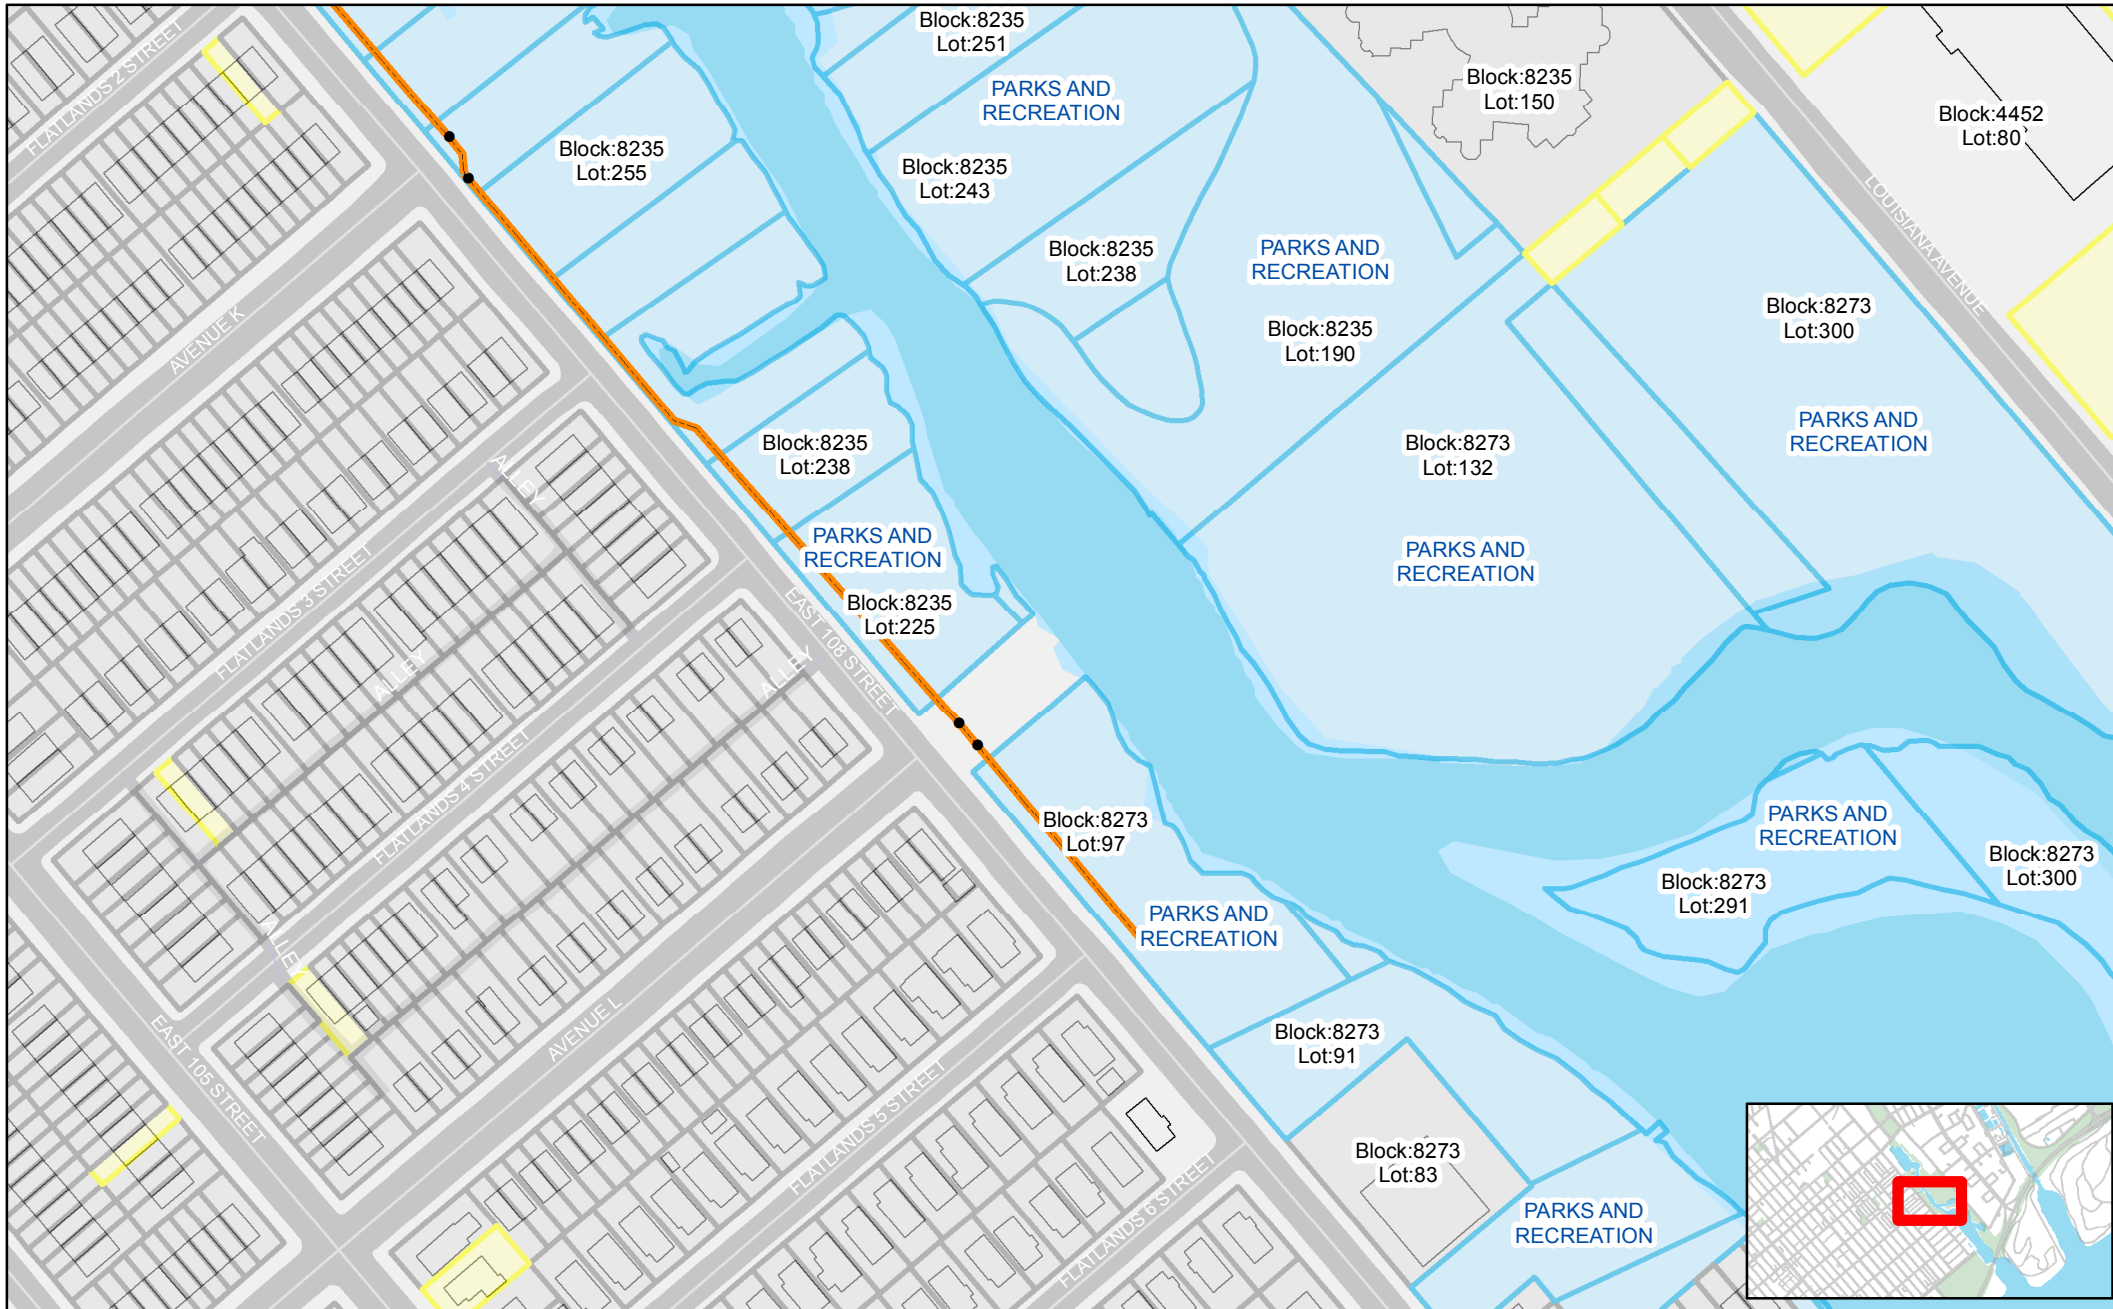 Block:8235
Lot:251
PARKS AND
RECREATION
Block:8235
Lot:150
Block:4452
Lot:80
FLATLANDS 2 STREET
Block:8235
Lot:255
Block:8235
Lot:243
LOUISIANA AVENUE
Block:8235
Lot:238
PARKS AND
RECREATION
Block:8235
Lot:190
Block:8273
Lot:300
AVENUE K
PARKS AND
RECREATION
Block:8235
Lot:238
Block:8273
Lot:132
ALLEY
PARKS AND
RECREATION
PARKS AND
RECREATION
FLATLANDS 3 STREET
Block:8235
Lot:225
EAST 108 STREET
ALLEY
ALLEY
FLATLANDS 4 STREET
Block:8273
Lot:97
PARKS AND
RECREATION
Block:8273
Lot:300
Block:8273
Lot:291
PARKS AND
RECREATION
ALLEY
AVENUE L
EAST 105 STREET
Block:8273
Lot:91
FLATLANDS 5 STREET
Block:8273
Lot:83
FLATLANDS 6 STREET
PARKS AND
RECREATION